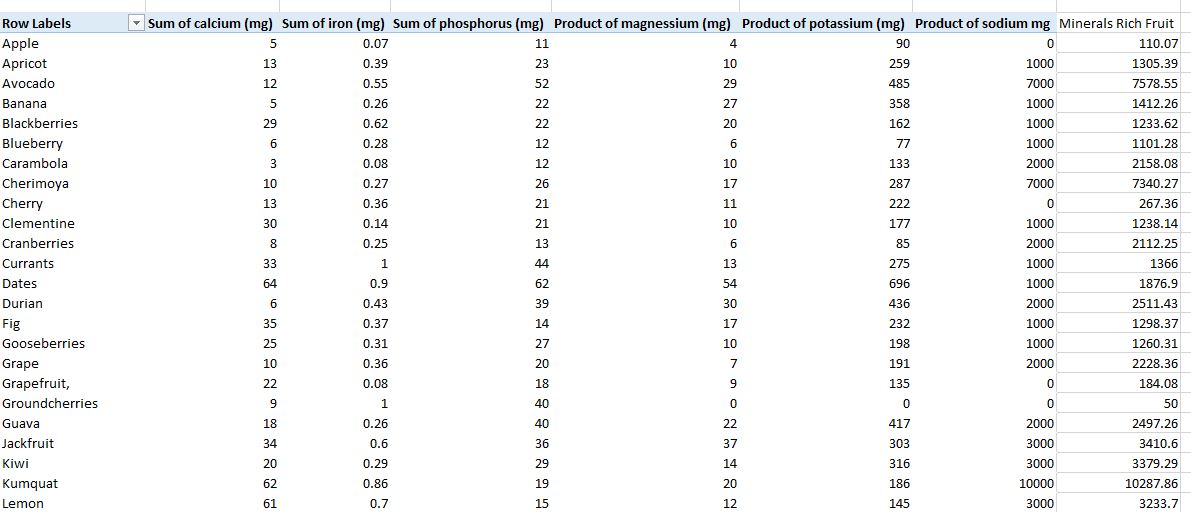 Row Labels Sum of calcium (mg) Sum of iron (mg) Sum of phosphorus (mg) Product of magnessium (mg) Product of potassium (mg) Product of sodium mg Minerals Rich Fruit
Apple 5 0.07 11 4 90 0 110.07
Apricot 13 0.39 23 10 259 1000 1305.39
Avocado 12 0.55 52 29 485 7000 7578.55
Banana 5 0.26 22 27 358 1000 1412.26
Blackberries 29 0.62 22 20 162 1000 1233.62
Blueberry 6 0.28 12 6 77 1000 1101.28
Carambola 3 0.08 12 10 133 2000 2158.08
Cherimoya 10 0.27 26 17 287 7000 7340.27
Cherry 13 0.36 21 11 222 0 267.36
Clementine 30 0.14 21 10 177 1000 1238.14
Cranberries 8 0.25 13 6 85 2000 2112.25
Currants 33 1 44 13 275 1000 1366
Dates 64 0.9 62 54 696 1000 1876.9
Durian 6 0.43 39 30 436 2000 2511.43
Fig 35 0.37 14 17 232 1000 1298.37
Gooseberries 25 0.31 27 10 198 1000 1260.31
Grape 10 0.36 20 7 191 2000 2228.36
Grapefruit, 22 0.08 18 9 135 0 184.08
Groundcherries 9 1 40 0 0 0 50
Guava 18 0.26 40 22 417 2000 2497.26
Jackfruit 34 0.6 36 37 303 3000 3410.6
Kiwi 20 0.29 29 14 316 3000 3379.29
Kumquat 62 0.86 19 20 186 10000 10287.86
Lemon 61 0.7 15 12 145 3000 3233.7